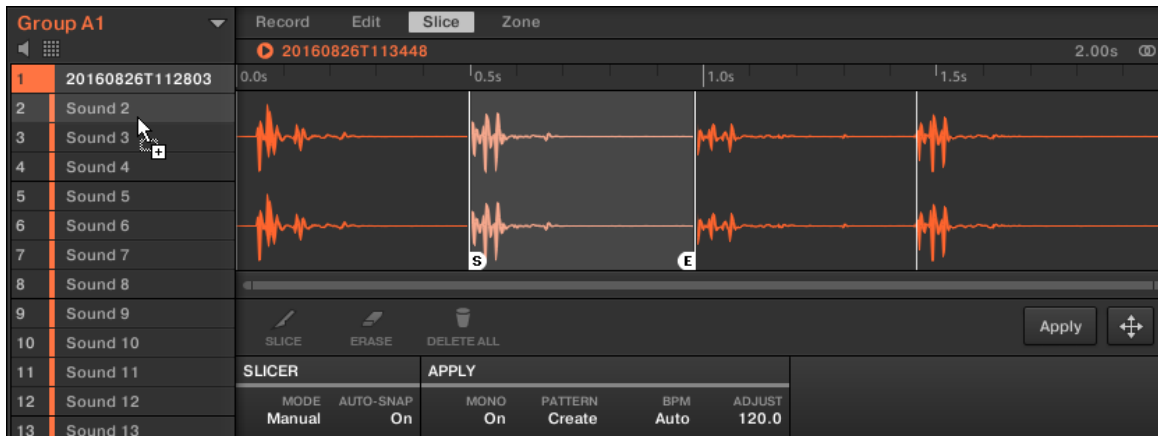 Group A1
Record Edit Slice Zone
20160826T113448 2.00s
1 20160826T112803
0.0s 0.5s 1.0s 1.5s
2 Sound 2
3 Sound 3
4 Sound 4
5 Sound 5
6 Sound 6
7 Sound 7
S E
8 Sound 8
9 Sound 9
10 Sound 10
SLICE ERASE DELETE ALL
Apply
11 Sound 11
SLICER APPLY
12 Sound 12
MODE AUTO-SNAP MONO PATTERN BPM ADJUST
Manual On On Create Auto 120.0
13 Sound 13